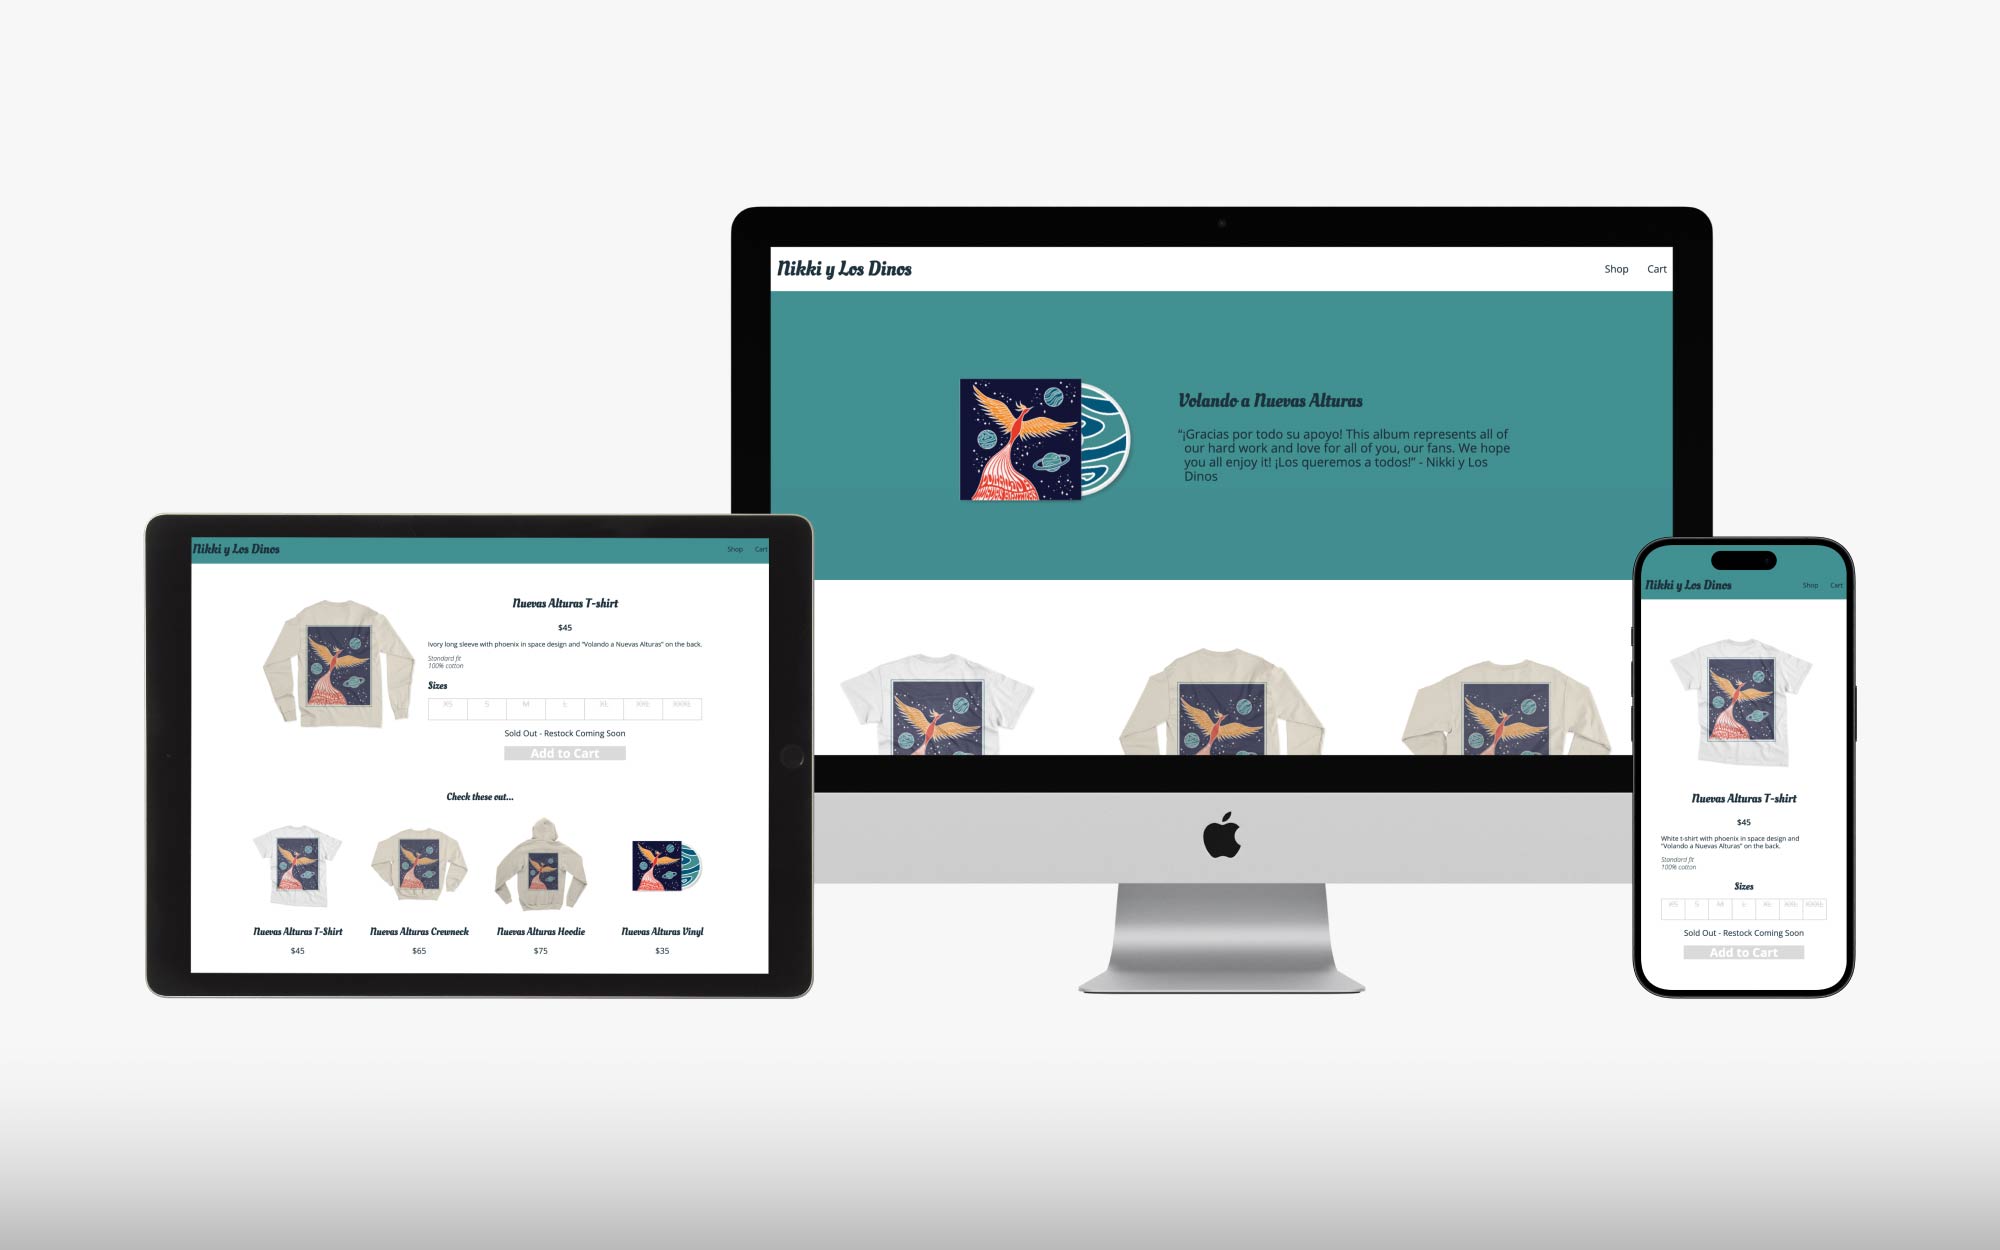 Nikki y Los Dinos
Shop
Cart
Volando a Nuevas Alturas
“¡Gracias por todo su apoyo! This album represents all of
our hard work and love for all of you, our fans. We hope
you all enjoy it! ¡Los queremos a todos!” - Nikki y Los
Dinos
Nikki y Los Dinos
Shop
Cart
Nuevas Alturas T-shirt
$45
Ivory long sleeve with phoenix in space design and “Volando a Nuevas Alturas” on the back.
Standard fit
100% cotton
Sizes
XS S M L XL XXL XXXL
Sold Out - Restock Coming Soon
Add to Cart
Check these out...
Nuevas Alturas T-Shirt
$45
Nuevas Alturas Crewneck
$65
Nuevas Alturas Hoodie
$75
Nuevas Alturas Vinyl
$35
Nikki y Los Dinos
Shop
Cart
Nuevas Alturas T-shirt
$45
White t-shirt with phoenix in space design and
“Volando a Nuevas Alturas” on the back.
Standard fit
100% cotton
Sizes
XS S M L XL XXL XXXL
Sold Out - Restock Coming Soon
Add to Cart